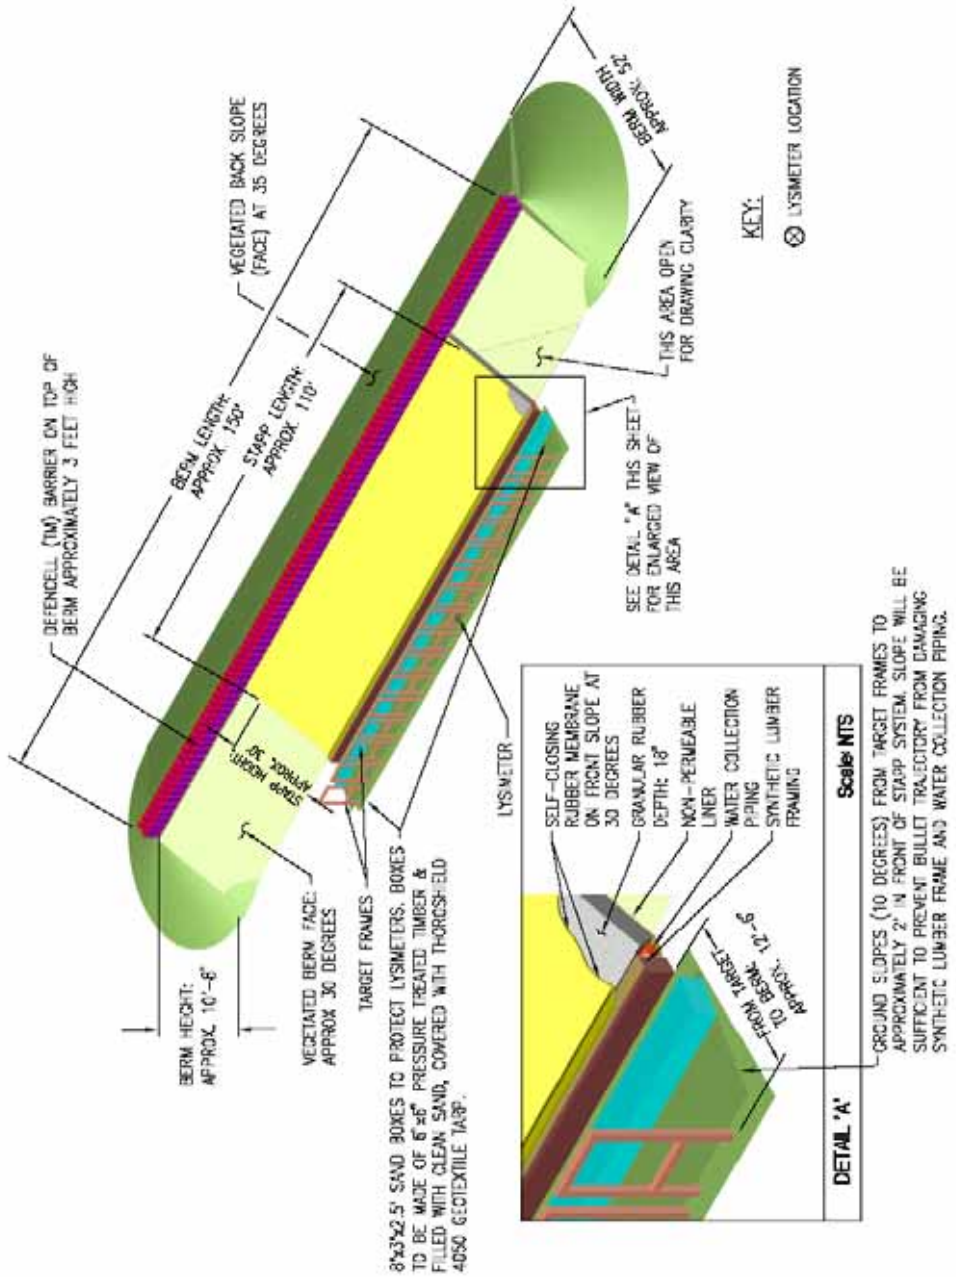 DEFENCELL (TM) BARRIER ON TOP OF
BERM APPROXIMATELY 3 FEET HIGH
BERM LENGTH:
APPROX. 150'
STAPP LENGTH:
APPROX. 110'
VEGETATED BACK SLOPE
(FACE) AT 35 DEGREES
BERM WIDTH
APPROX: 52'
BERM HEIGHT:
APPROX. 10'-6"
STAPP HEIGHT:
APPROX. 30'
VEGETATED BERM FACE:
APPROX 30 DEGREES
TARGET FRAMES
8'x3'x2.5' SAND BOXES TO PROTECT LYSIMETERS. BOXES
TO BE MADE OF 6"x6" PRESSURE TREATED TIMBER &
FILLED WITH CLEAN SAND, COVERED WITH THOROSHIELD
4050 GEOTEXTILE TARP.
LYSIMETER
SEE DETAIL "A" THIS SHEET
FOR ENLARGED VIEW OF
THIS AREA
THIS AREA OPEN
FOR DRAWING CLARITY
KEY:
LYSIMETER LOCATION
SELF-CLOSING
RUBBER MEMBRANE
ON FRONT SLOPE AT
30 DEGREES
GRANULAR RUBBER
DEPTH: 18"
NON-PERMEABLE
LINER
WATER COLLECTION
PIPING
SYNTHETIC LUMBER
FRAMING
FROM TARGET
TO BERM:
APPROX. 12'-6"
DETAIL "A"
Scale: NTS
GROUND SLOPES (10 DEGREES) FROM TARGET FRAMES TO
APPROXIMATELY 2' IN FRONT OF STAPP SYSTEM. SLOPE WILL BE
SUFFICIENT TO PREVENT BULLET TRAJECTORY FROM DAMAGING
SYNTHETIC LUMBER FRAME AND WATER COLLECTION PIPING.